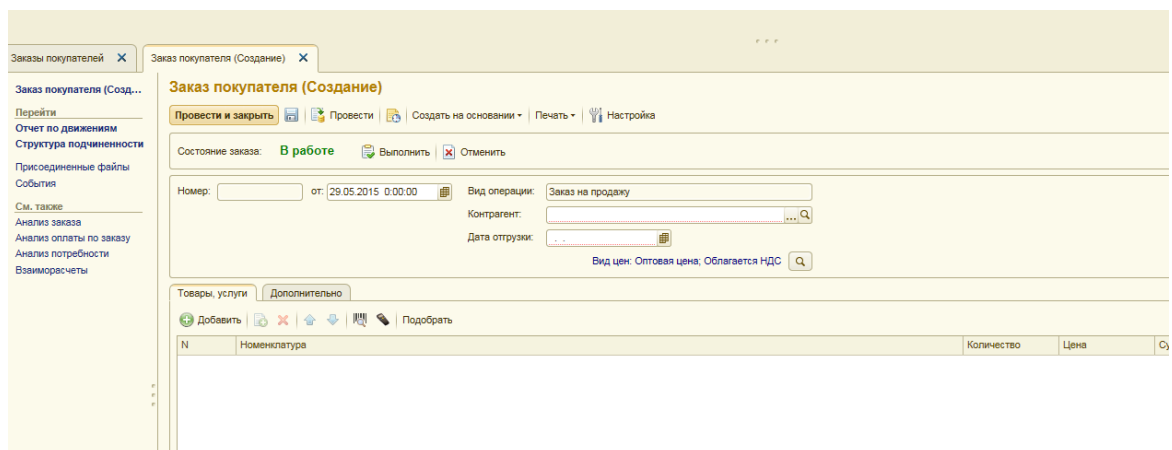 Заказы покупателей Заказ покупателя (Создание)
Заказ покупателя (Созд...
Перейти
Отчет по движениям
Структура подчиненности
Присоединенные файлы
События
См. также
Анализ заказа
Анализ оплаты по заказу
Анализ потребности
Взаиморасчеты
Заказ покупателя (Создание)
Провести и закрыть Провести Создать на основании Печать Настройка
Состояние заказа: В работе Выполнить Отменить
Номер: от: 29.05.2015 0:00:00 Вид операции: Заказ на продажу
Контрагент: ...
Дата отгрузки: . .
Вид цен: Оптовая цена; Облагается НДС
Товары, услуги Дополнительно
Добавить Подобрать
N Номенклатура Количество Цена Су